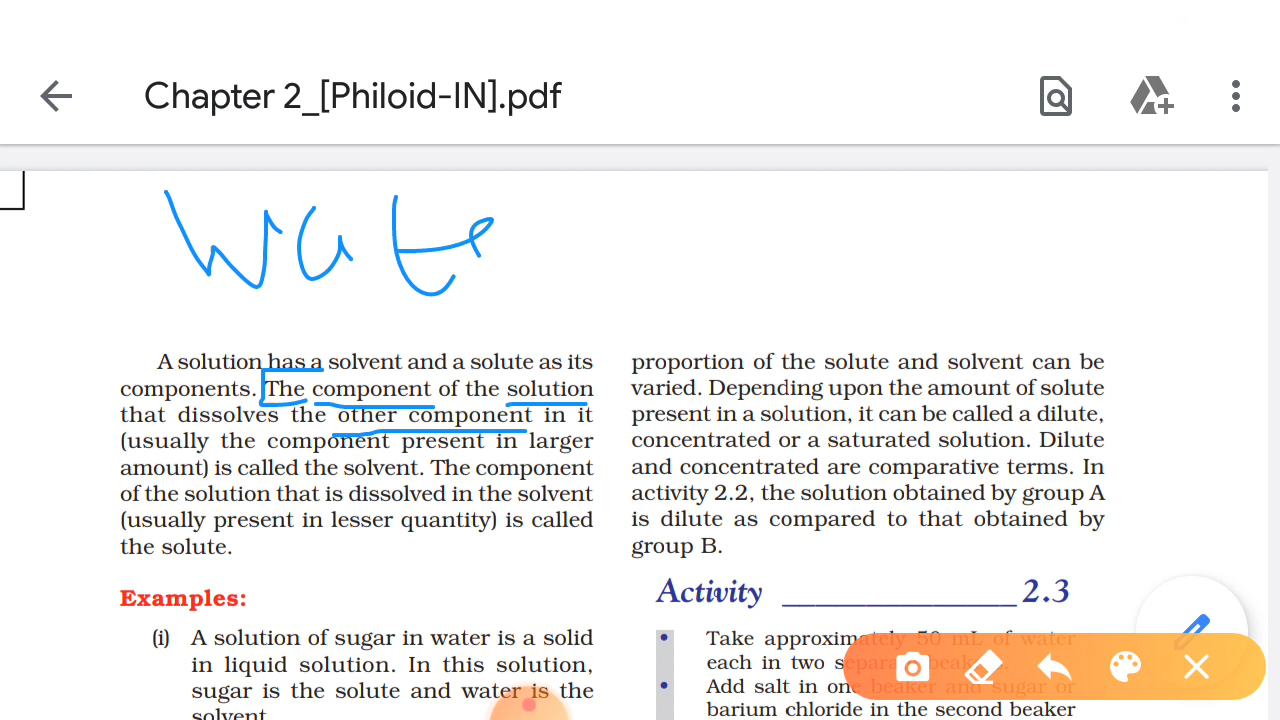 Chapter 2_[Philoid-IN].pdf
Wate
A solution has a solvent and a solute as its
components. The component of the solution
that dissolves the other component in it
(usually the component present in larger
amount) is called the solvent. The component
of the solution that is dissolved in the solvent
(usually present in lesser quantity) is called
the solute.
Examples:
(i) A solution of sugar in water is a solid
in liquid solution. In this solution,
sugar is the solute and water is the
solvent
proportion of the solute and solvent can be
varied. Depending upon the amount of solute
present in a solution, it can be called a dilute,
concentrated or a saturated solution. Dilute
and concentrated are comparative terms. In
activity 2.2, the solution obtained by group A
is dilute as compared to that obtained by
group B.
Activity ______________ 2.3
• Take approximately 50 mL of water
each in two separate beakers.
• Add salt in one beaker and sugar or
barium chloride in the second beaker